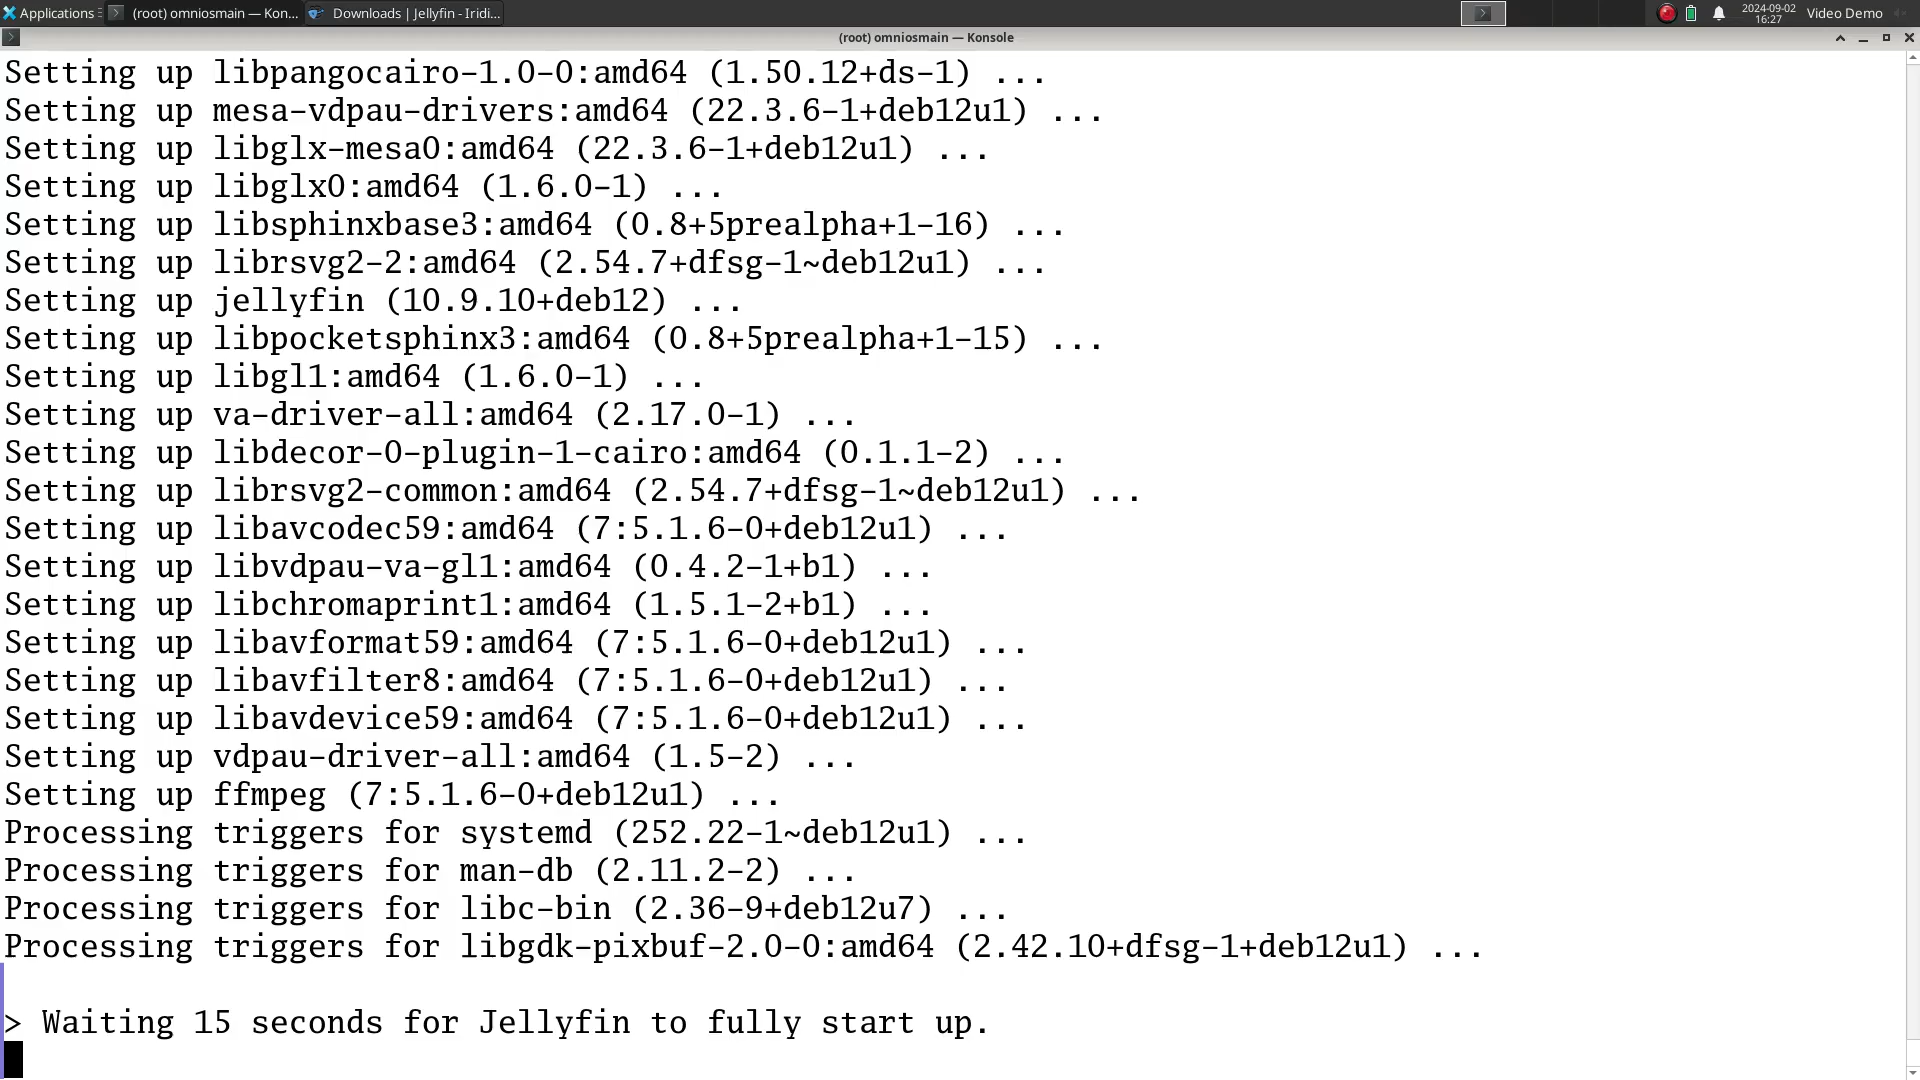 Applications
(root) omniosmain — Kon...
Downloads | Jellyfin - Iridi...
2024-09-02
16:27
Video Demo
(root) omniosmain — Konsole
Setting up libpangocairo-1.0-0:amd64 (1.50.12+ds-1) ...
Setting up mesa-vdpau-drivers:amd64 (22.3.6-1+deb12u1) ...
Setting up libglx-mesa0:amd64 (22.3.6-1+deb12u1) ...
Setting up libglx0:amd64 (1.6.0-1) ...
Setting up libsphinxbase3:amd64 (0.8+5prealpha+1-16) ...
Setting up librsvg2-2:amd64 (2.54.7+dfsg-1~deb12u1) ...
Setting up jellyfin (10.9.10+deb12) ...
Setting up libpocketsphinx3:amd64 (0.8+5prealpha+1-15) ...
Setting up libgl1:amd64 (1.6.0-1) ...
Setting up va-driver-all:amd64 (2.17.0-1) ...
Setting up libdecor-0-plugin-1-cairo:amd64 (0.1.1-2) ...
Setting up librsvg2-common:amd64 (2.54.7+dfsg-1~deb12u1) ...
Setting up libavcodec59:amd64 (7:5.1.6-0+deb12u1) ...
Setting up libvdpau-va-gl1:amd64 (0.4.2-1+b1) ...
Setting up libchromaprint1:amd64 (1.5.1-2+b1) ...
Setting up libavformat59:amd64 (7:5.1.6-0+deb12u1) ...
Setting up libavfilter8:amd64 (7:5.1.6-0+deb12u1) ...
Setting up libavdevice59:amd64 (7:5.1.6-0+deb12u1) ...
Setting up vdpau-driver-all:amd64 (1.5-2) ...
Setting up ffmpeg (7:5.1.6-0+deb12u1) ...
Processing triggers for systemd (252.22-1~deb12u1) ...
Processing triggers for man-db (2.11.2-2) ...
Processing triggers for libc-bin (2.36-9+deb12u7) ...
Processing triggers for libgdk-pixbuf-2.0-0:amd64 (2.42.10+dfsg-1+deb12u1) ...
> Waiting 15 seconds for Jellyfin to fully start up.